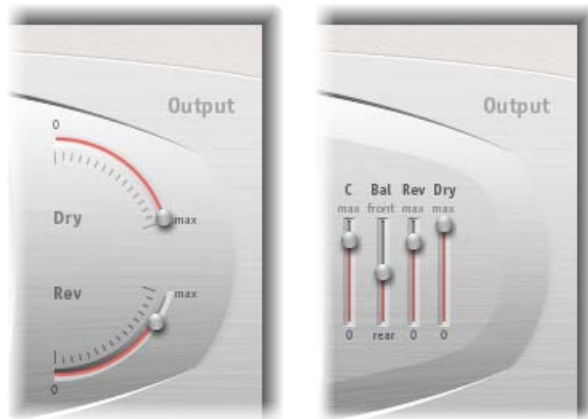 Output
0
Dry
max
Rev
max
0
Output
C Bal Rev Dry
max front max max
0 rear 0 0